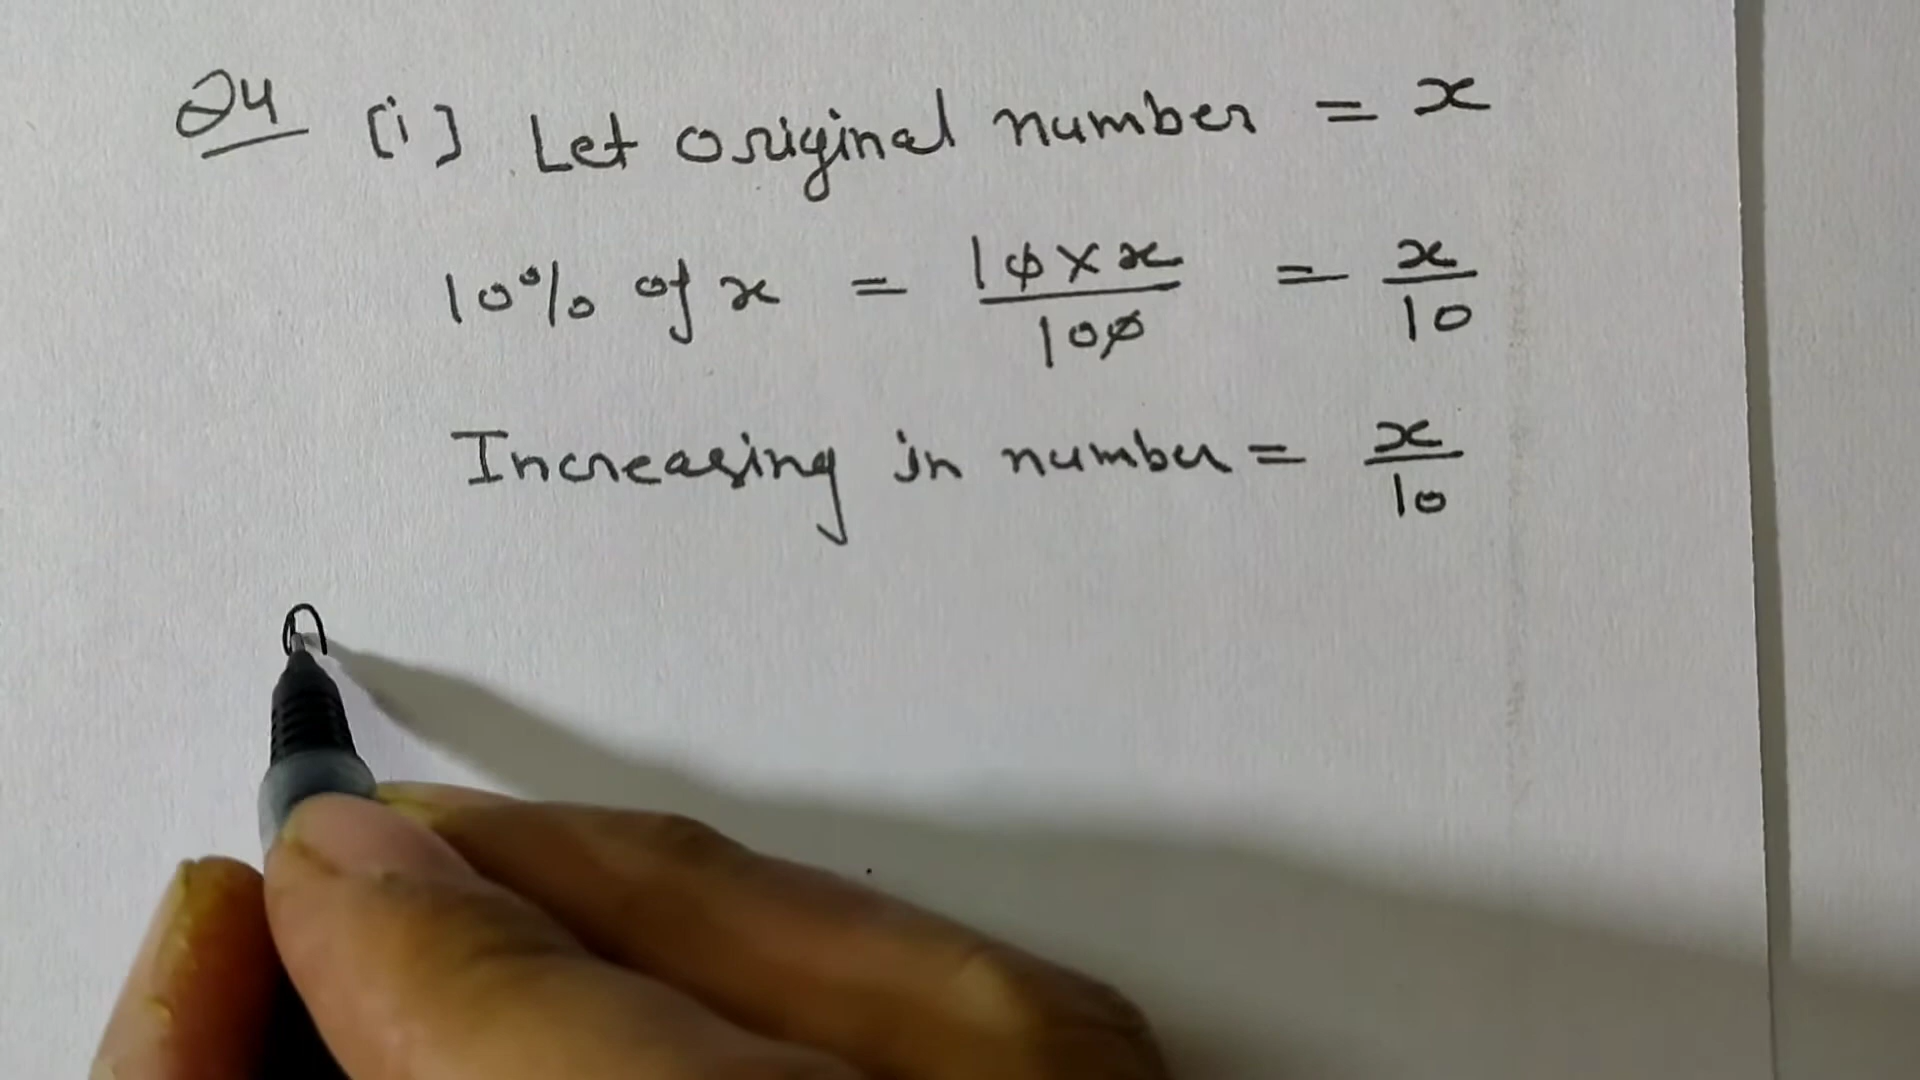 Q4 [i] Let original number = x
10% of x = 10 × x / 100 = x / 10
Increasing in number = x / 10